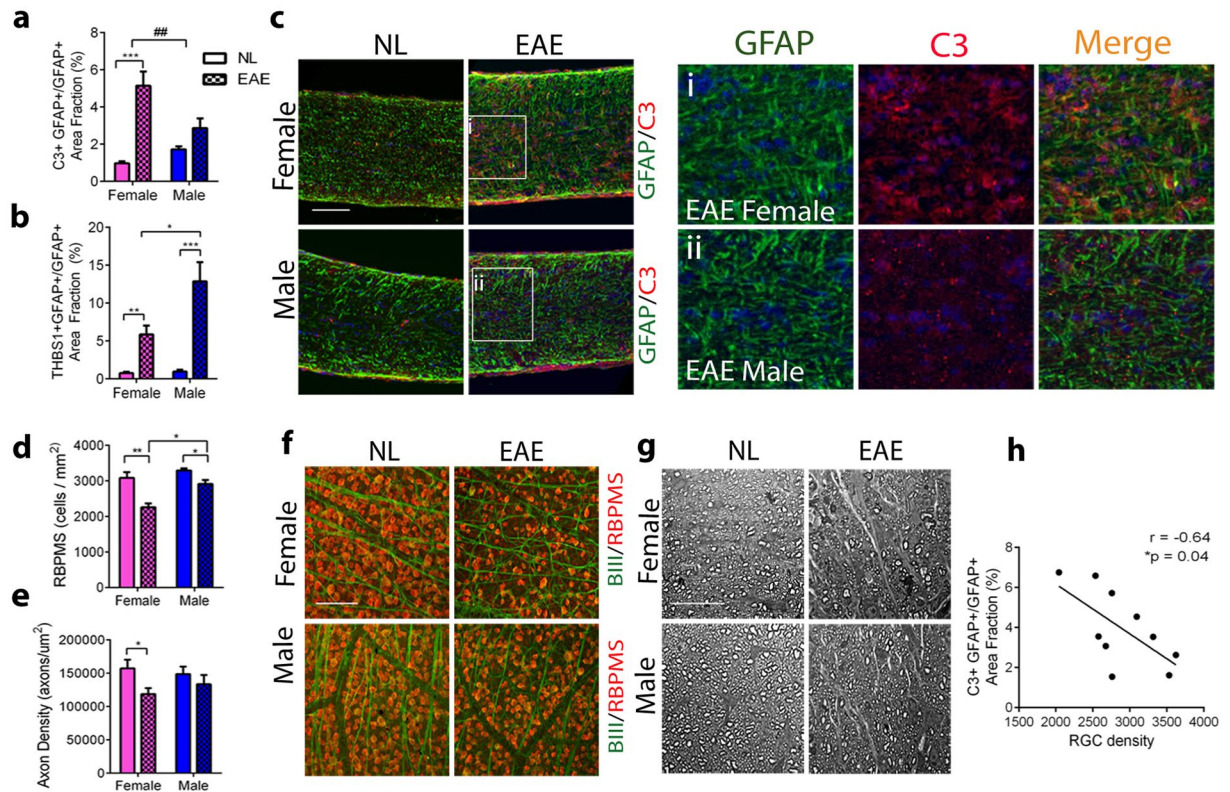 a
C3+ GFAP+/GFAP+
Area Fraction (%)
8
6
4
2
0
***
##
NL
EAE
Female
Male
b
THBS1+GFAP+/GFAP+
Area Fraction (%)
20
15
10
5
0
**
*
***
Female
Male
c
NL
EAE
Female
Male
i
ii
GFAP/C3
GFAP/C3
GFAP
C3
Merge
i
EAE Female
ii
EAE Male
d
RBPMS (cells / mm²)
4000
3000
2000
1000
0
**
*
*
Female
Male
e
Axon Density (axons/um²)
200000
150000
100000
50000
0
*
Female
Male
f
NL
EAE
Female
Male
BIII/RBPMS
BIII/RBPMS
g
NL
EAE
Female
Male
h
r = -0.64
*p = 0.04
C3+ GFAP+/GFAP+
Area Fraction (%)
8
6
4
2
0
1500 2000 2500 3000 3500 4000
RGC density